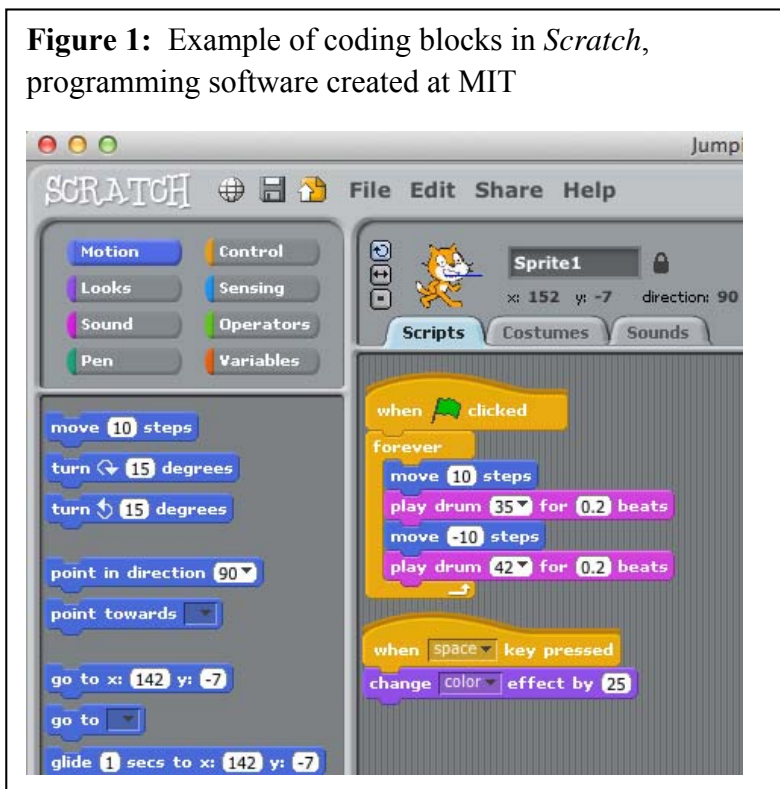 Figure 1: Example of coding blocks in Scratch,
programming software created at MIT
Jumpi
SCRATCH File Edit Share Help
Motion Control
Looks Sensing
Sound Operators
Pen Variables
Sprite1
x: 152 y: -7 direction: 90
Scripts Costumes Sounds
move 10 steps
turn 15 degrees
turn 15 degrees
point in direction 90
point towards
go to x: 142 y: -7
go to
glide 1 secs to x: 142 y: -7
when clicked
forever
move 10 steps
play drum 35 for 0.2 beats
move -10 steps
play drum 42 for 0.2 beats
when space key pressed
change color effect by 25